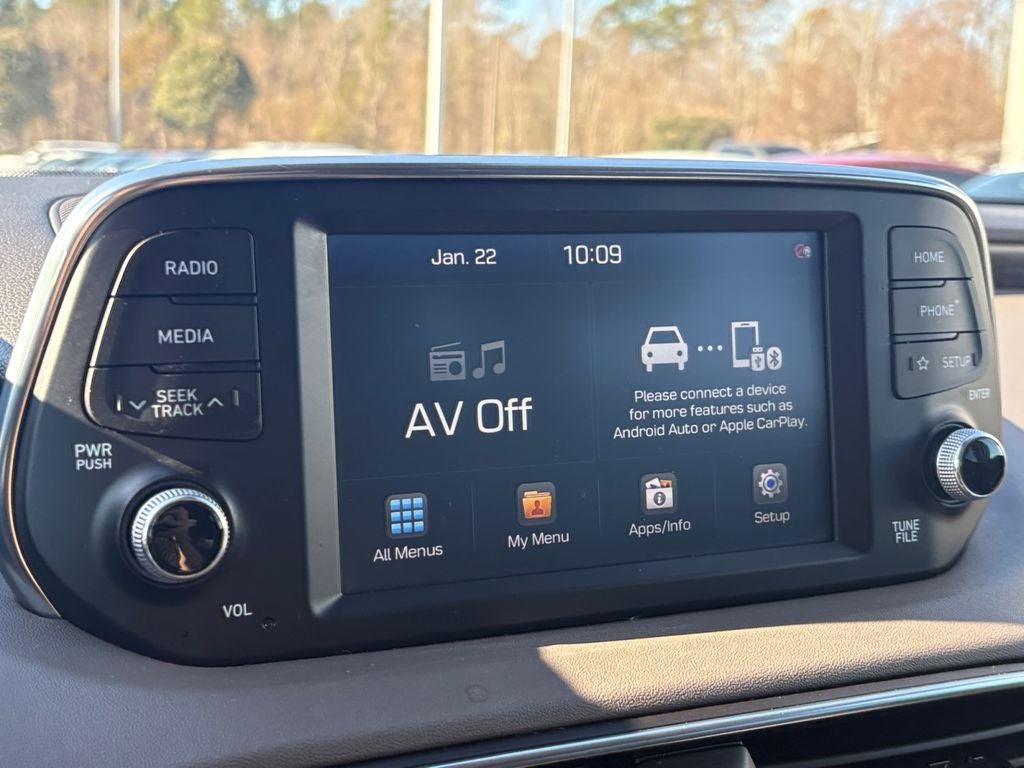 Jan. 22
10:09
RADIO
MEDIA
SEEK
TRACK
PWR
PUSH
VOL
AV Off
Please connect a device
for more features such as
Android Auto or Apple CarPlay.
All Menus
My Menu
Apps/Info
Setup
HOME
PHONE
SETUP
ENTER
TUNE
FILE